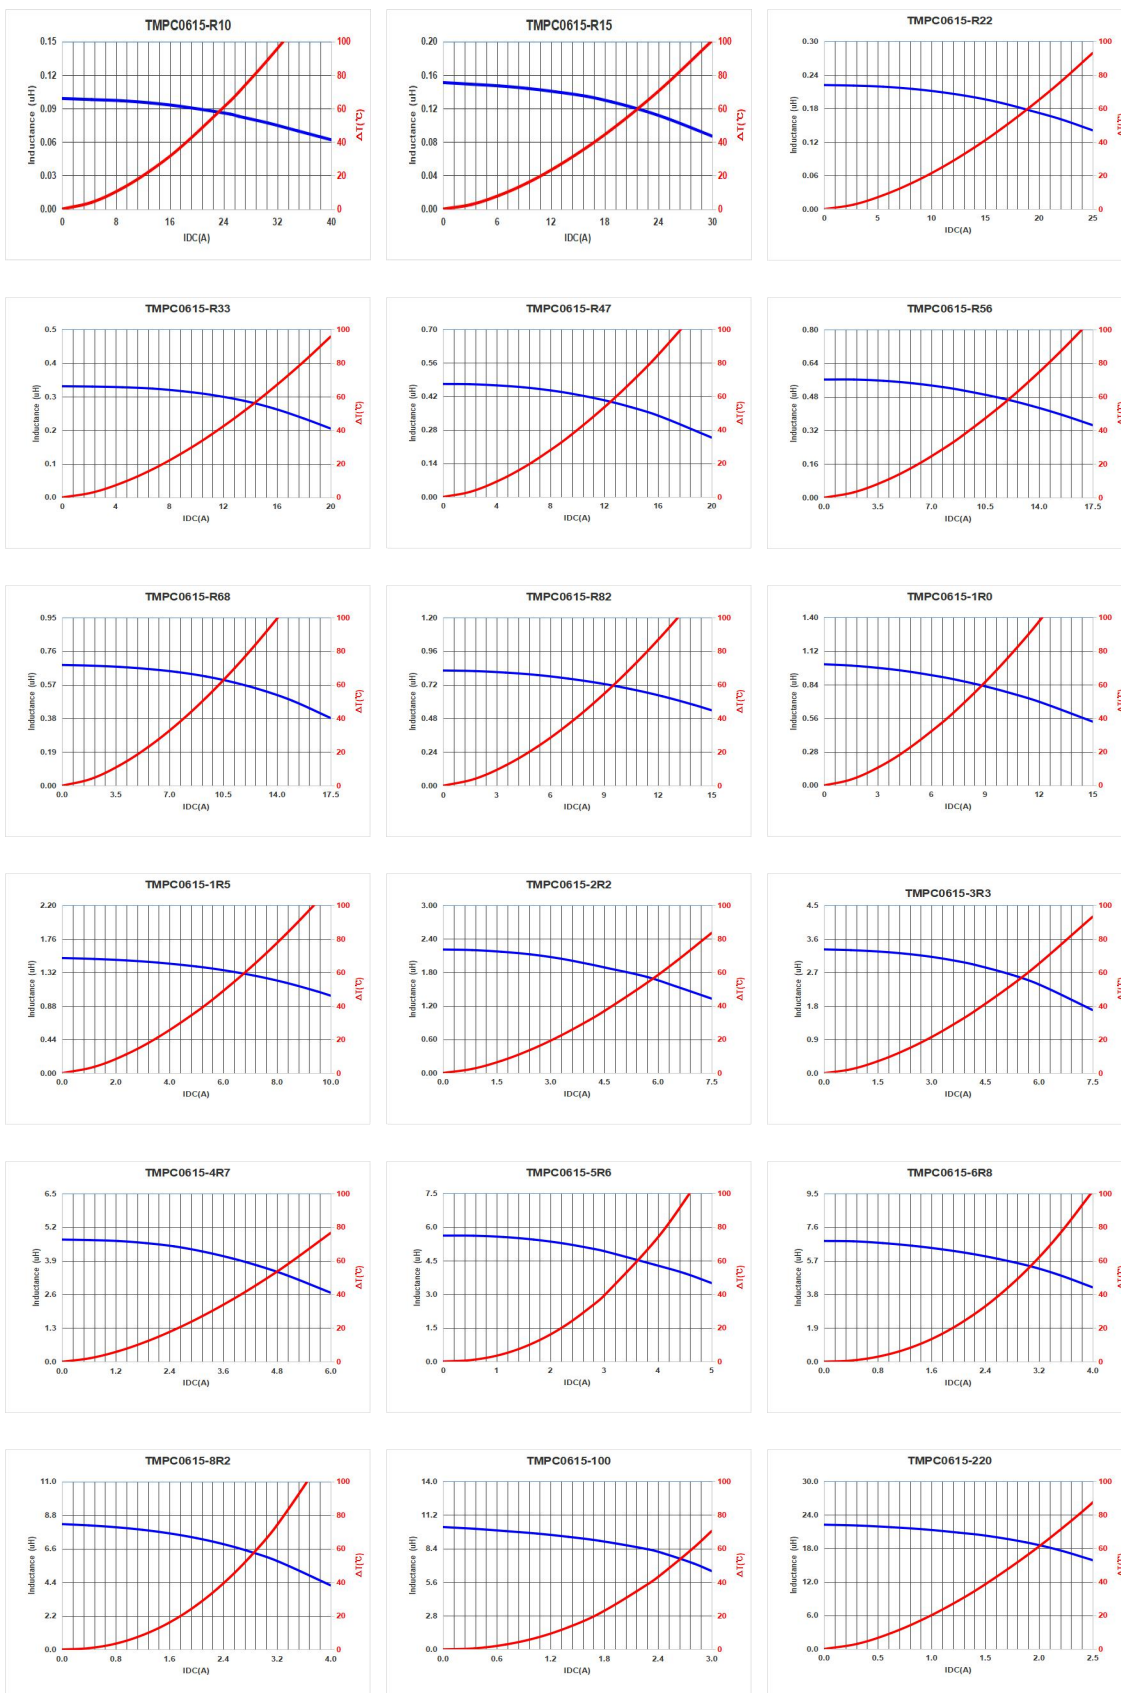 TMPC0615-R10
0.15
0.12
0.09
0.06
0.03
0.00
Inductance (uH)
100
80
60
40
20
0
ΔT(℃)
0 8 16 24 32 40
IDC(A)
TMPC0615-R15
0.20
0.16
0.12
0.08
0.04
0.00
Inductance (uH)
100
80
60
40
20
0
ΔT(℃)
0 6 12 18 24 30
IDC(A)
TMPC0615-R22
0.30
0.24
0.18
0.12
0.06
0.00
Inductance (uH)
100
80
60
40
20
0
ΔT(℃)
0 5 10 15 20 25
IDC(A)
TMPC0615-R33
0.5
0.4
0.3
0.2
0.1
0.0
Inductance (uH)
100
80
60
40
20
0
ΔT(℃)
0 4 8 12 16 20
IDC(A)
TMPC0615-R47
0.70
0.56
0.42
0.28
0.14
0.00
Inductance (uH)
100
80
60
40
20
0
ΔT(℃)
0 4 8 12 16 20
IDC(A)
TMPC0615-R56
0.80
0.64
0.48
0.32
0.16
0.00
Inductance (uH)
100
80
60
40
20
0
ΔT(℃)
0.0 3.5 7.0 10.5 14.0 17.5
IDC(A)
TMPC0615-R68
0.95
0.76
0.57
0.38
0.19
0.00
Inductance (uH)
100
80
60
40
20
0
ΔT(℃)
0.0 3.5 7.0 10.5 14.0 17.5
IDC(A)
TMPC0615-R82
1.20
0.96
0.72
0.48
0.24
0.00
Inductance (uH)
100
80
60
40
20
0
ΔT(℃)
0 3 6 9 12 15
IDC(A)
TMPC0615-1R0
1.40
1.12
0.84
0.56
0.28
0.00
Inductance (uH)
100
80
60
40
20
0
ΔT(℃)
0 3 6 9 12 15
IDC(A)
TMPC0615-1R5
2.20
1.76
1.32
0.88
0.44
0.00
Inductance (uH)
100
80
60
40
20
0
ΔT(℃)
0.0 2.0 4.0 6.0 8.0 10.0
IDC(A)
TMPC0615-2R2
3.00
2.40
1.80
1.20
0.60
0.00
Inductance (uH)
100
80
60
40
20
0
ΔT(℃)
0.0 1.5 3.0 4.5 6.0 7.5
IDC(A)
TMPC0615-3R3
4.5
3.6
2.7
1.8
0.9
0.0
Inductance (uH)
100
80
60
40
20
0
ΔT(℃)
0.0 1.5 3.0 4.5 6.0 7.5
IDC(A)
TMPC0615-4R7
6.5
5.2
3.9
2.6
1.3
0.0
Inductance (uH)
100
80
60
40
20
0
ΔT(℃)
0.0 1.2 2.4 3.6 4.8 6.0
IDC(A)
TMPC0615-5R6
7.5
6.0
4.5
3.0
1.5
0.0
Inductance (uH)
100
80
60
40
20
0
ΔT(℃)
0 1 2 3 4 5
IDC(A)
TMPC0615-6R8
9.5
7.6
5.7
3.8
1.9
0.0
Inductance (uH)
100
80
60
40
20
0
ΔT(℃)
0.0 0.8 1.6 2.4 3.2 4.0
IDC(A)
TMPC0615-8R2
11.0
8.8
6.6
4.4
2.2
0.0
Inductance (uH)
100
80
60
40
20
0
ΔT(℃)
0.0 0.8 1.6 2.4 3.2 4.0
IDC(A)
TMPC0615-100
14.0
11.2
8.4
5.6
2.8
0.0
Inductance (uH)
100
80
60
40
20
0
ΔT(℃)
0.0 0.6 1.2 1.8 2.4 3.0
IDC(A)
TMPC0615-220
30.0
24.0
18.0
12.0
6.0
0.0
Inductance (uH)
100
80
60
40
20
0
ΔT(℃)
0.0 0.5 1.0 1.5 2.0 2.5
IDC(A)